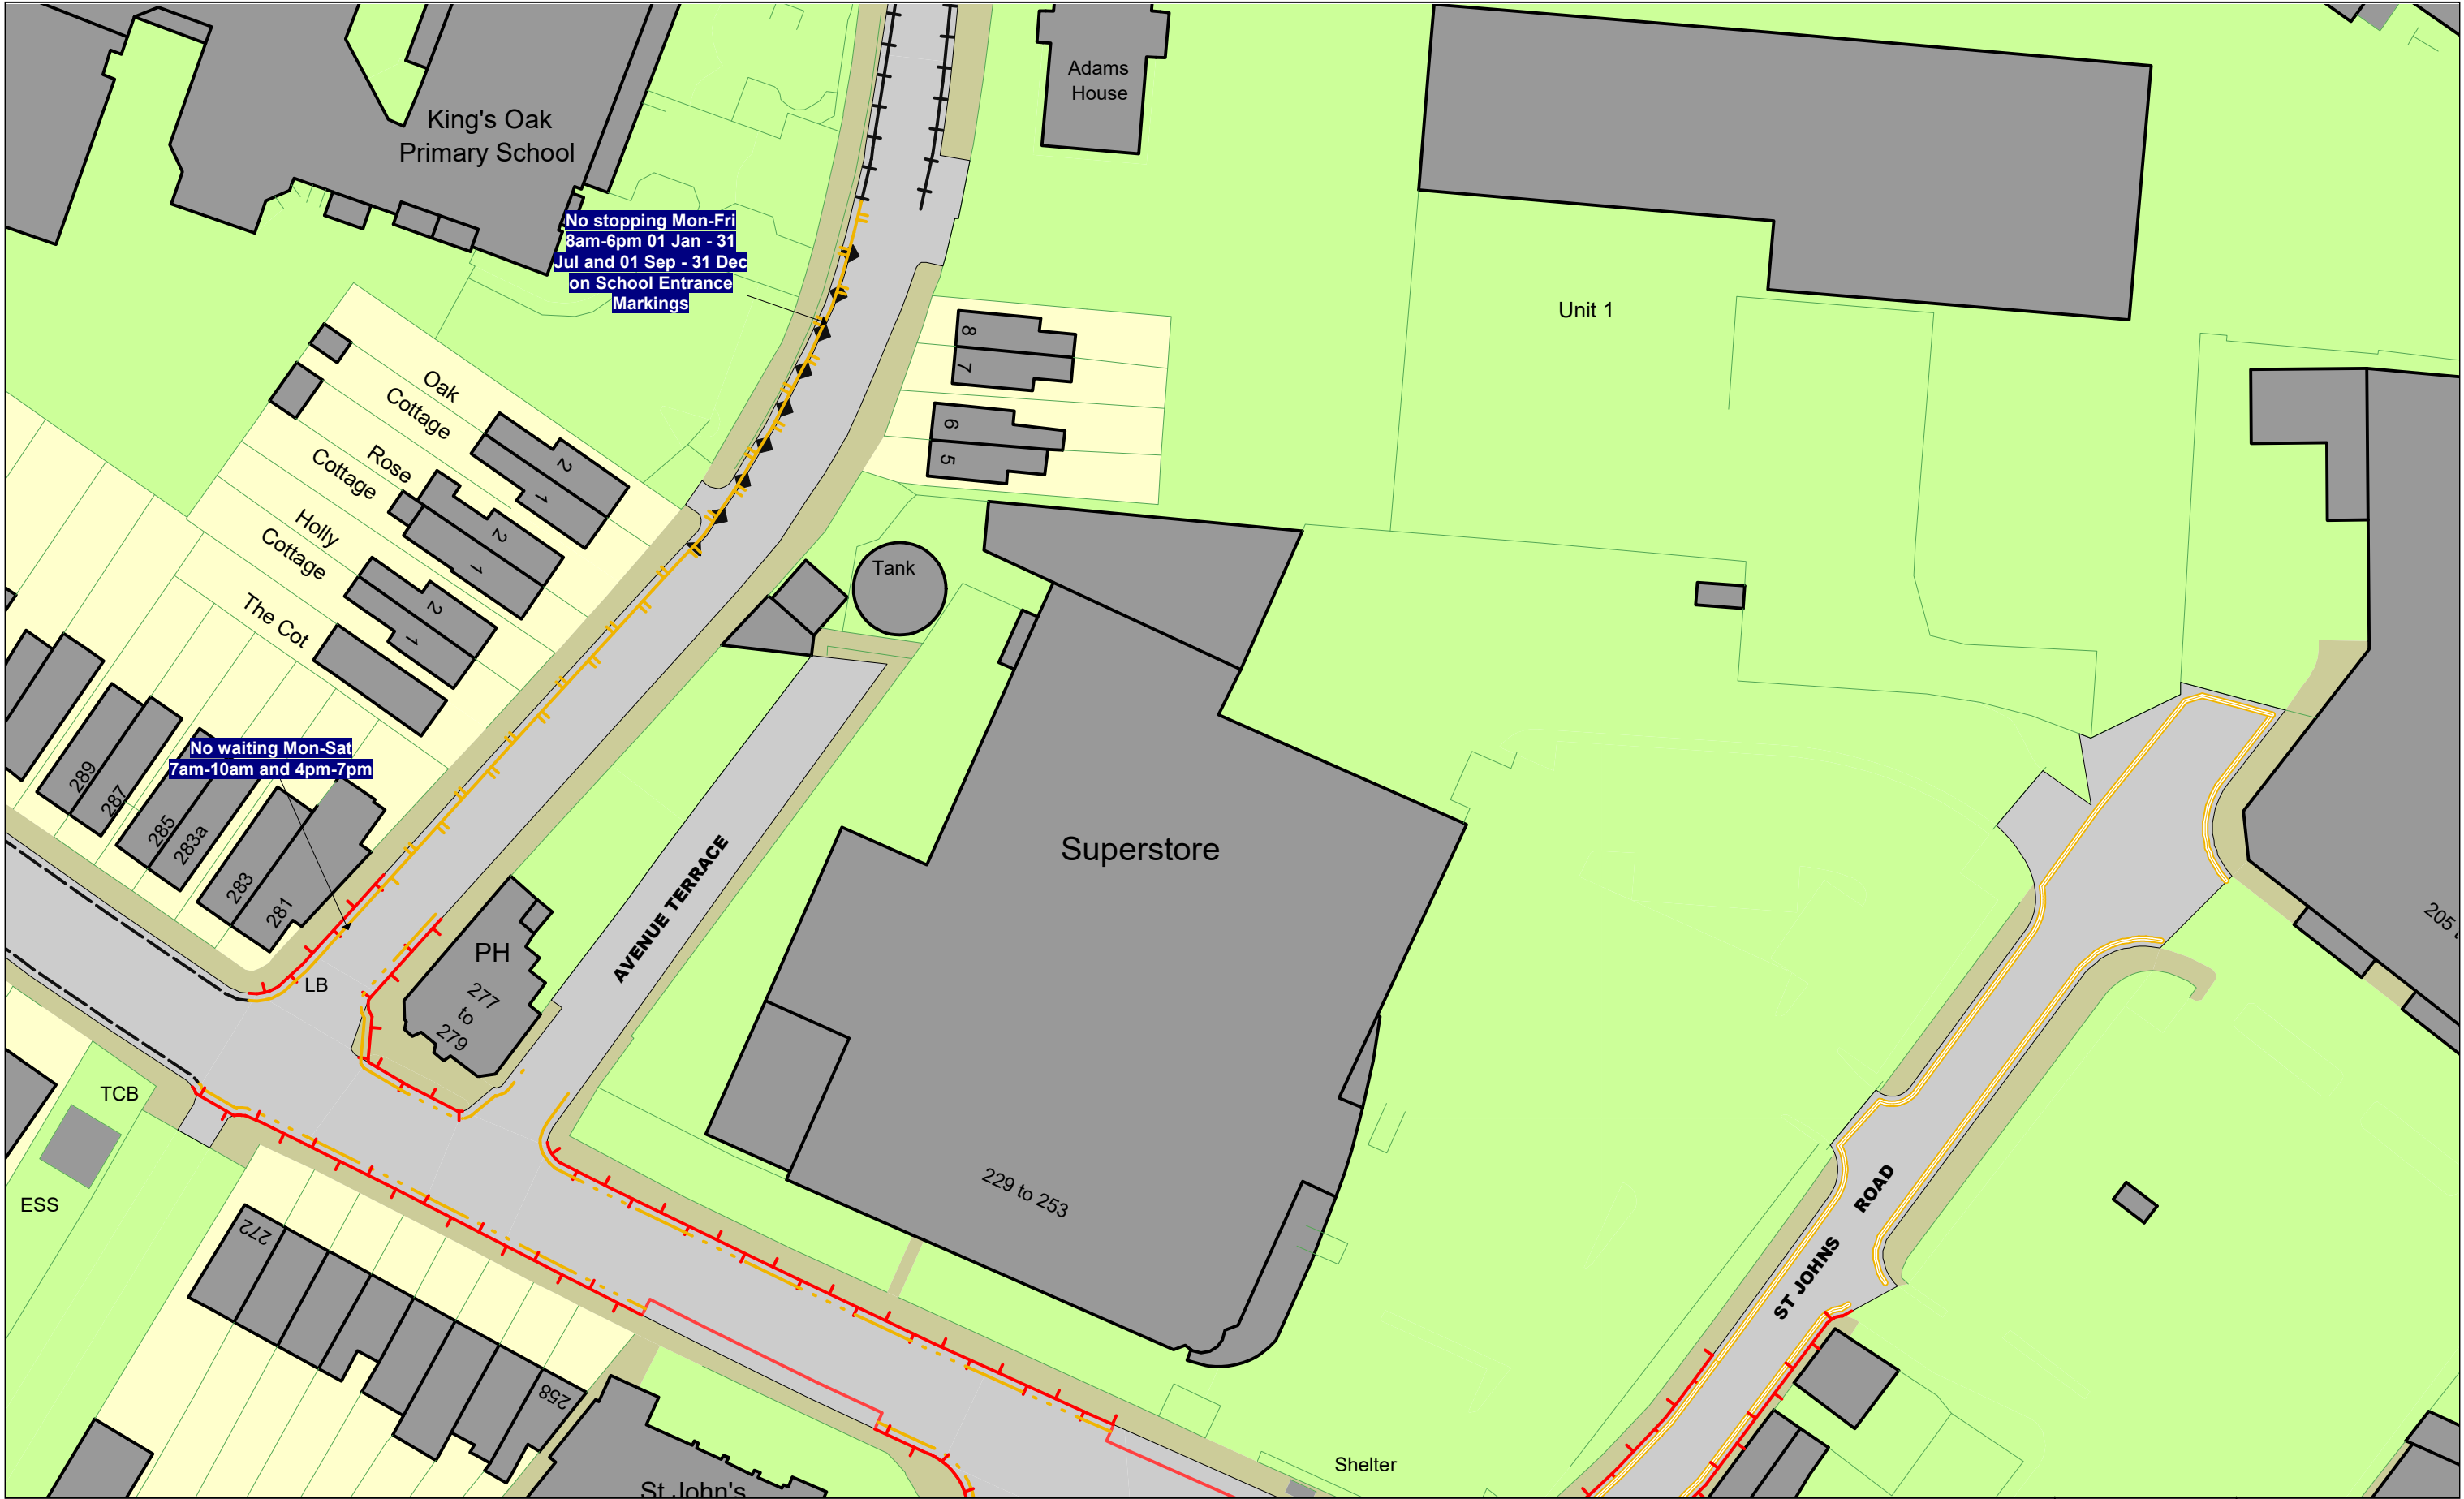 Adams
House
King's Oak
Primary School
No stopping Mon-Fri
8am-6pm 01 Jan - 31
Jul and 01 Sep - 31 Dec
on School Entrance
Markings
Unit 1
8
7
6
5
Oak
Cottage
2
1
Rose
Cottage
2
1
Holly
Cottage
2
1
The Cot
Tank
No waiting Mon-Sat
7am-10am and 4pm-7pm
289
287
285
283a
283
281
Superstore
AVENUE TERRACE
PH
277
to
279
LB
TCB
ESS
272
258
229 to 253
ST JOHNS ROAD
205
Shelter
St John's